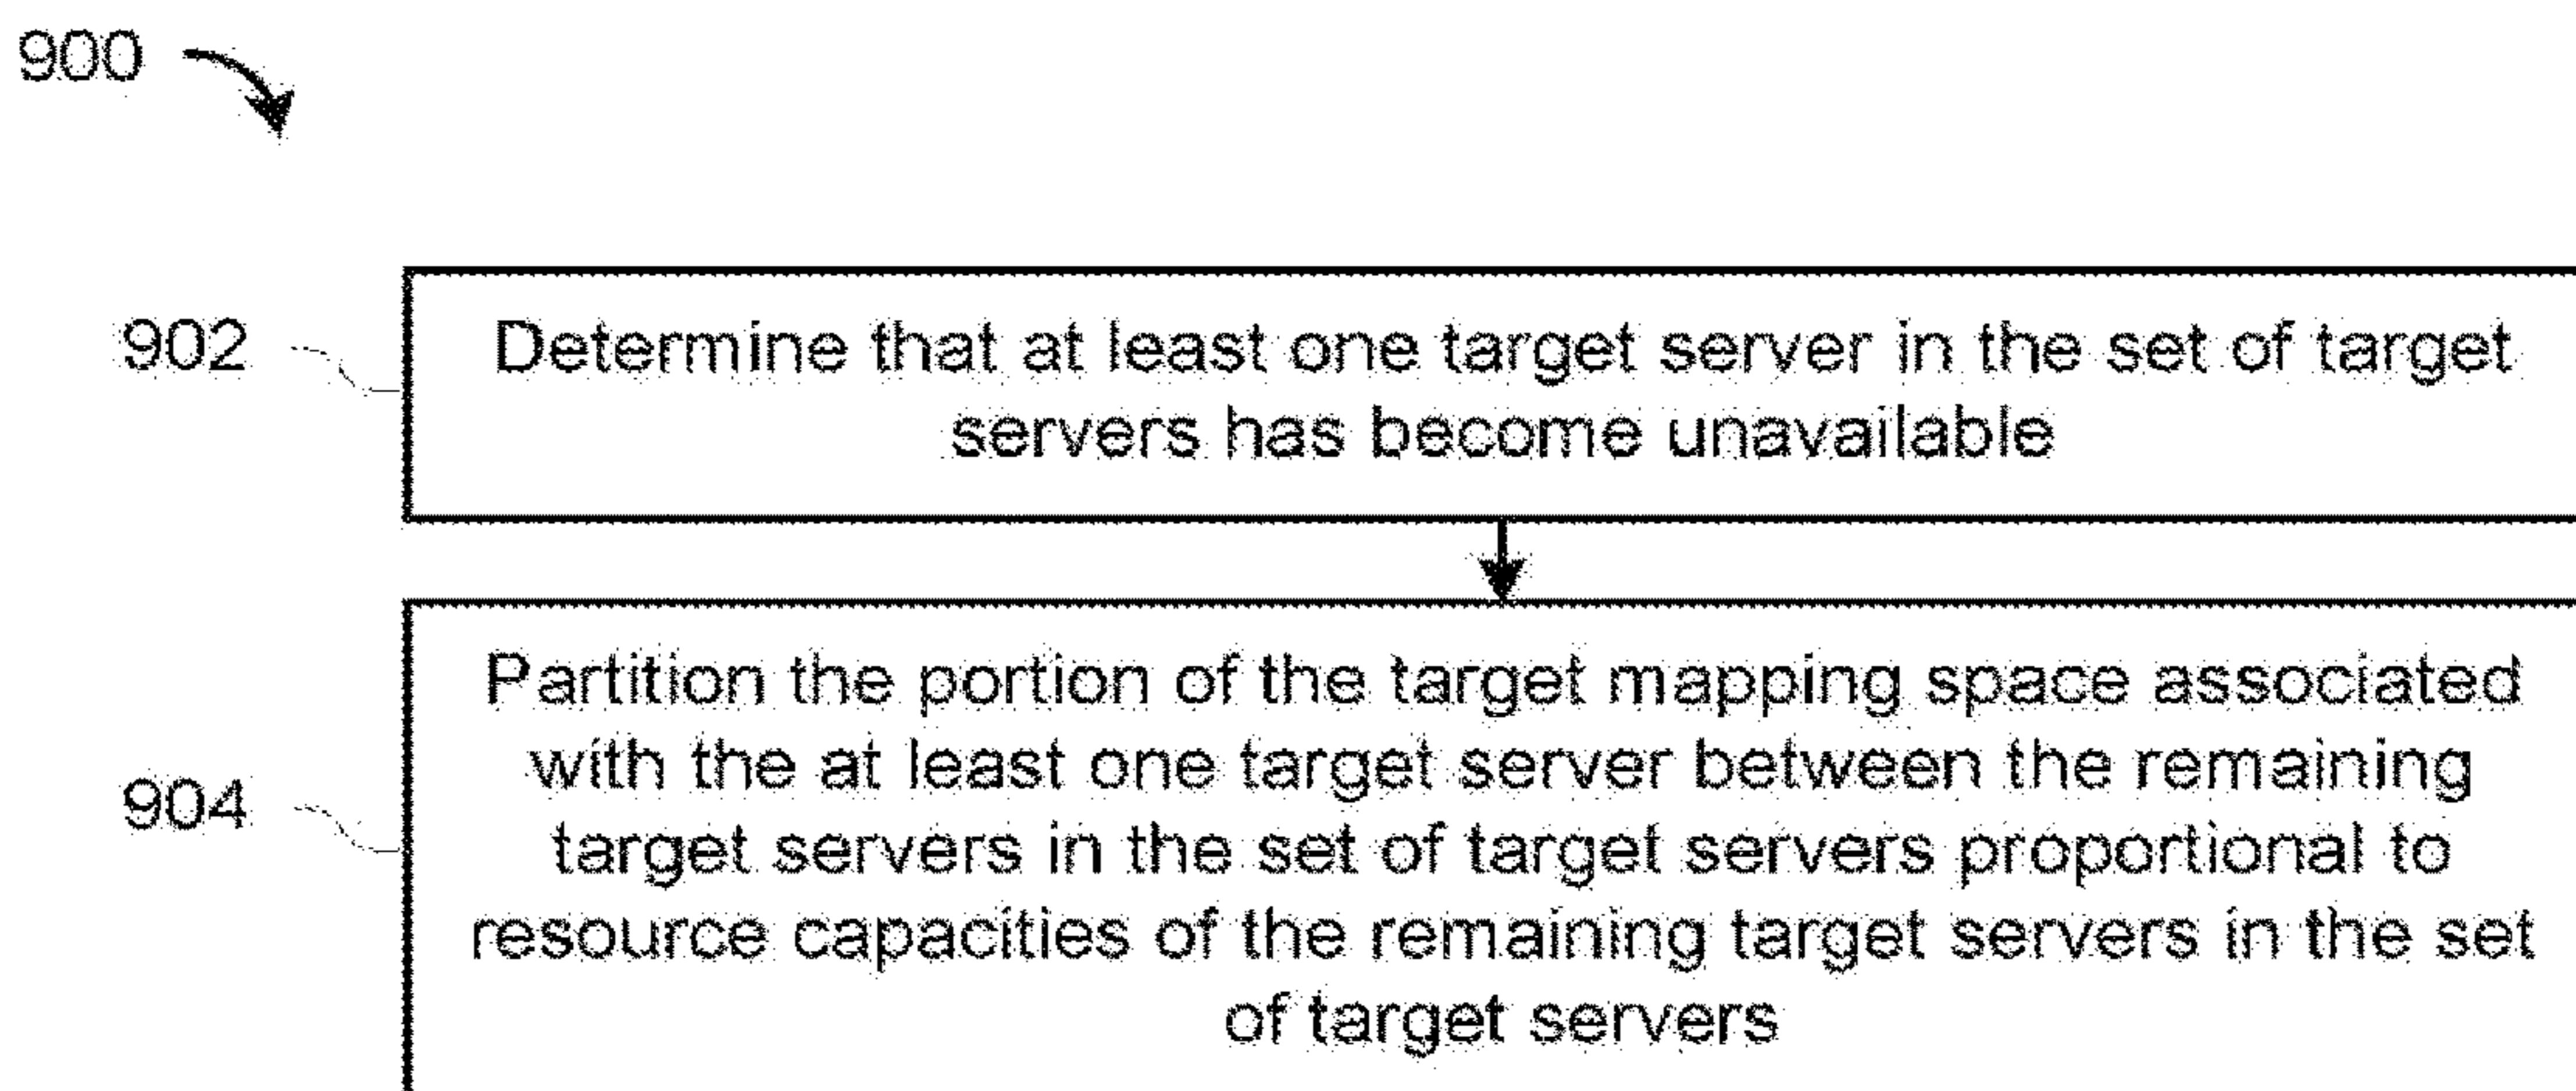 900
902
Determine that at least one target server in the set of target
servers has become unavailable
904
Partition the portion of the target mapping space associated
with the at least one target server between the remaining
target servers in the set of target servers proportional to
resource capacities of the remaining target servers in the set
of target servers